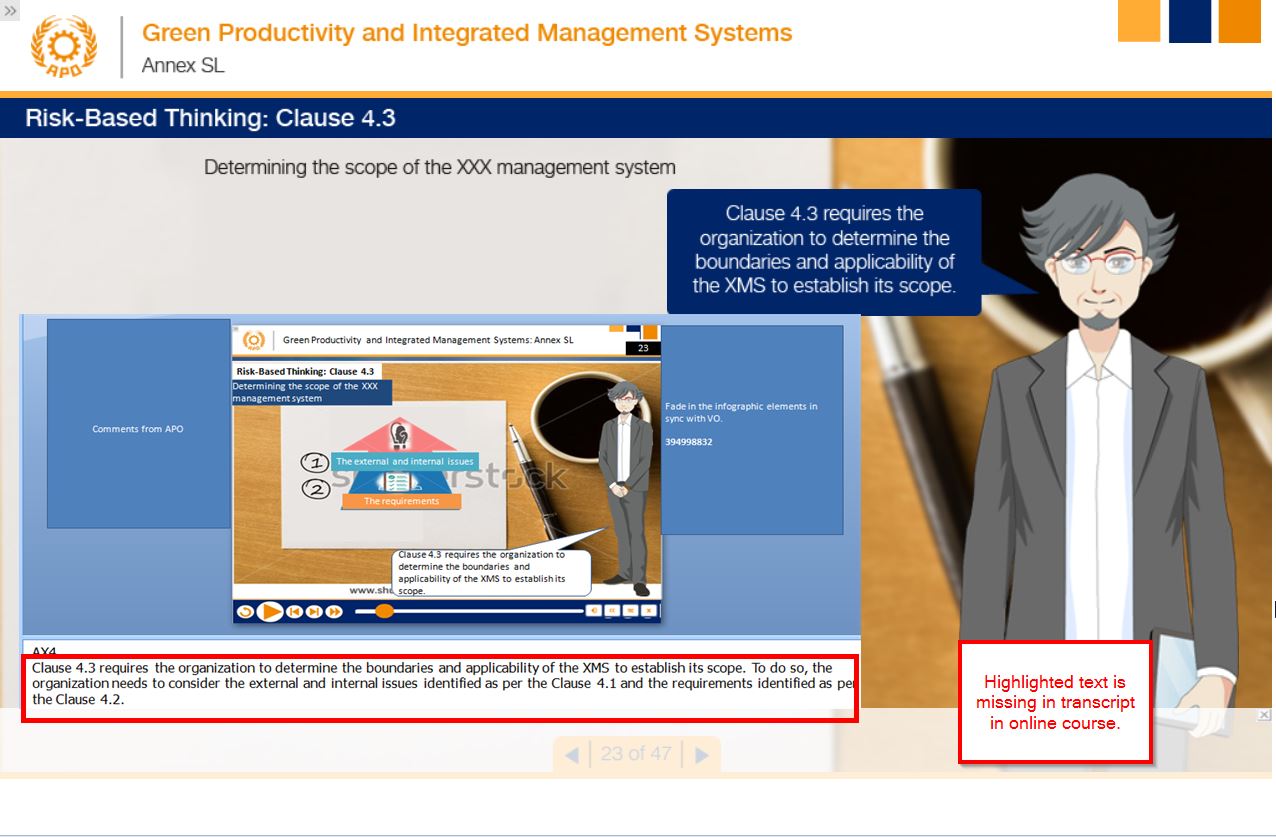 Green Productivity and Integrated Management Systems
APO
Annex SL
Risk-Based Thinking: Clause 4.3
Determining the scope of the XXX management system
Clause 4.3 requires the
organization to determine the
boundaries and applicability of
the XMS to establish its scope.
Comments from APO
APO
Green Productivity and Integrated Management Systems: Annex SL
23
Risk-Based Thinking: Clause 4.3
Determining the scope of the XXX
management system
1
The external and internal issues
2
The requirements
Clause 4.3 requires the organization to
determine the boundaries and
applicability of the XMS to establish its
scope.
Fade in the infographic elements in
sync with VO.
394998832
AX4
Clause 4.3 requires the organization to determine the boundaries and applicability of the XMS to establish its scope. To do so, the
organization needs to consider the external and internal issues identified as per the Clause 4.1 and the requirements identified as per
the Clause 4.2.
Highlighted text is
missing in transcript
in online course.
23 of 47